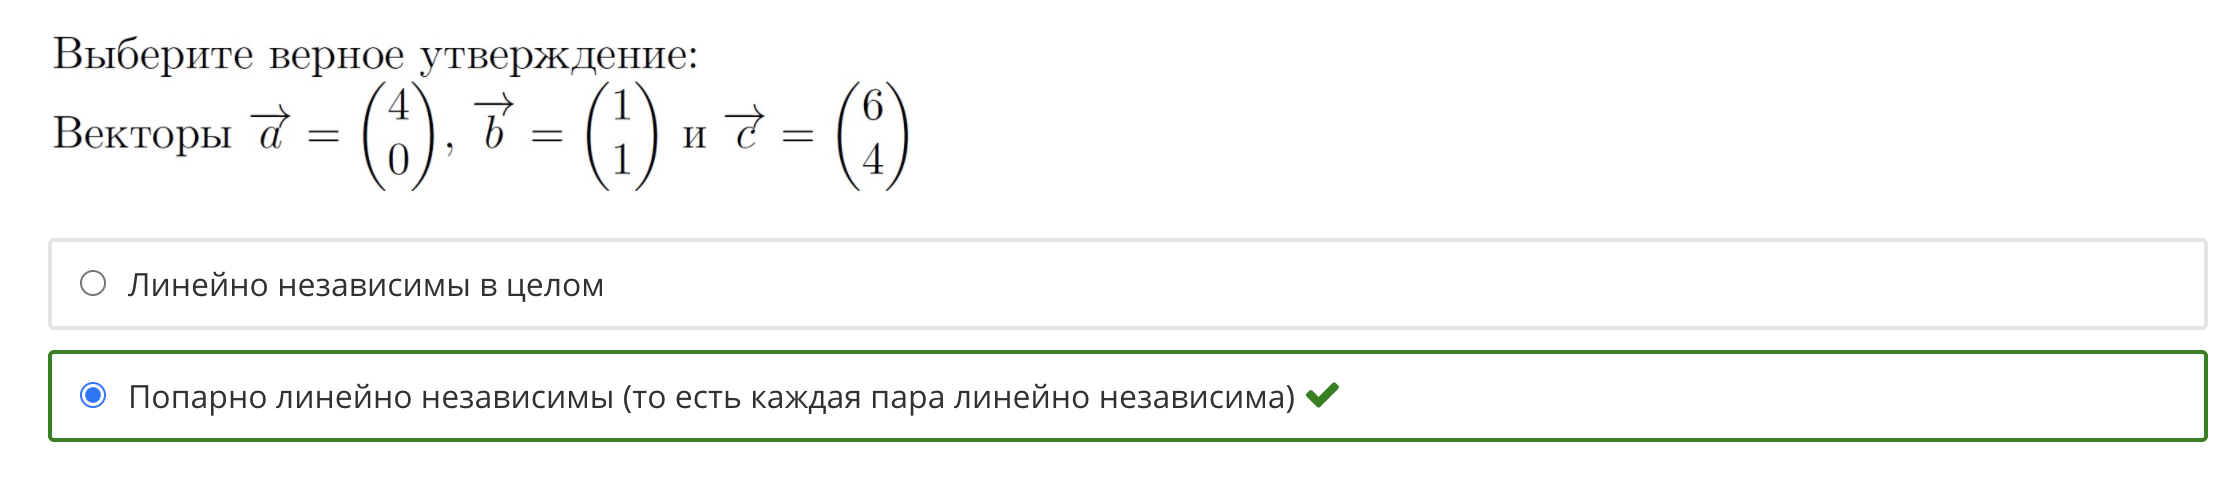 Выберите верное утверждение:
Векторы \overrightarrow{a} = \begin{pmatrix} 4 \\ 0 \end{pmatrix}, \overrightarrow{b} = \begin{pmatrix} 1 \\ 1 \end{pmatrix} и \overrightarrow{c} = \begin{pmatrix} 6 \\ 4 \end{pmatrix}
Линейно независимы в целом
Попарно линейно независимы (то есть каждая пара линейно независима)